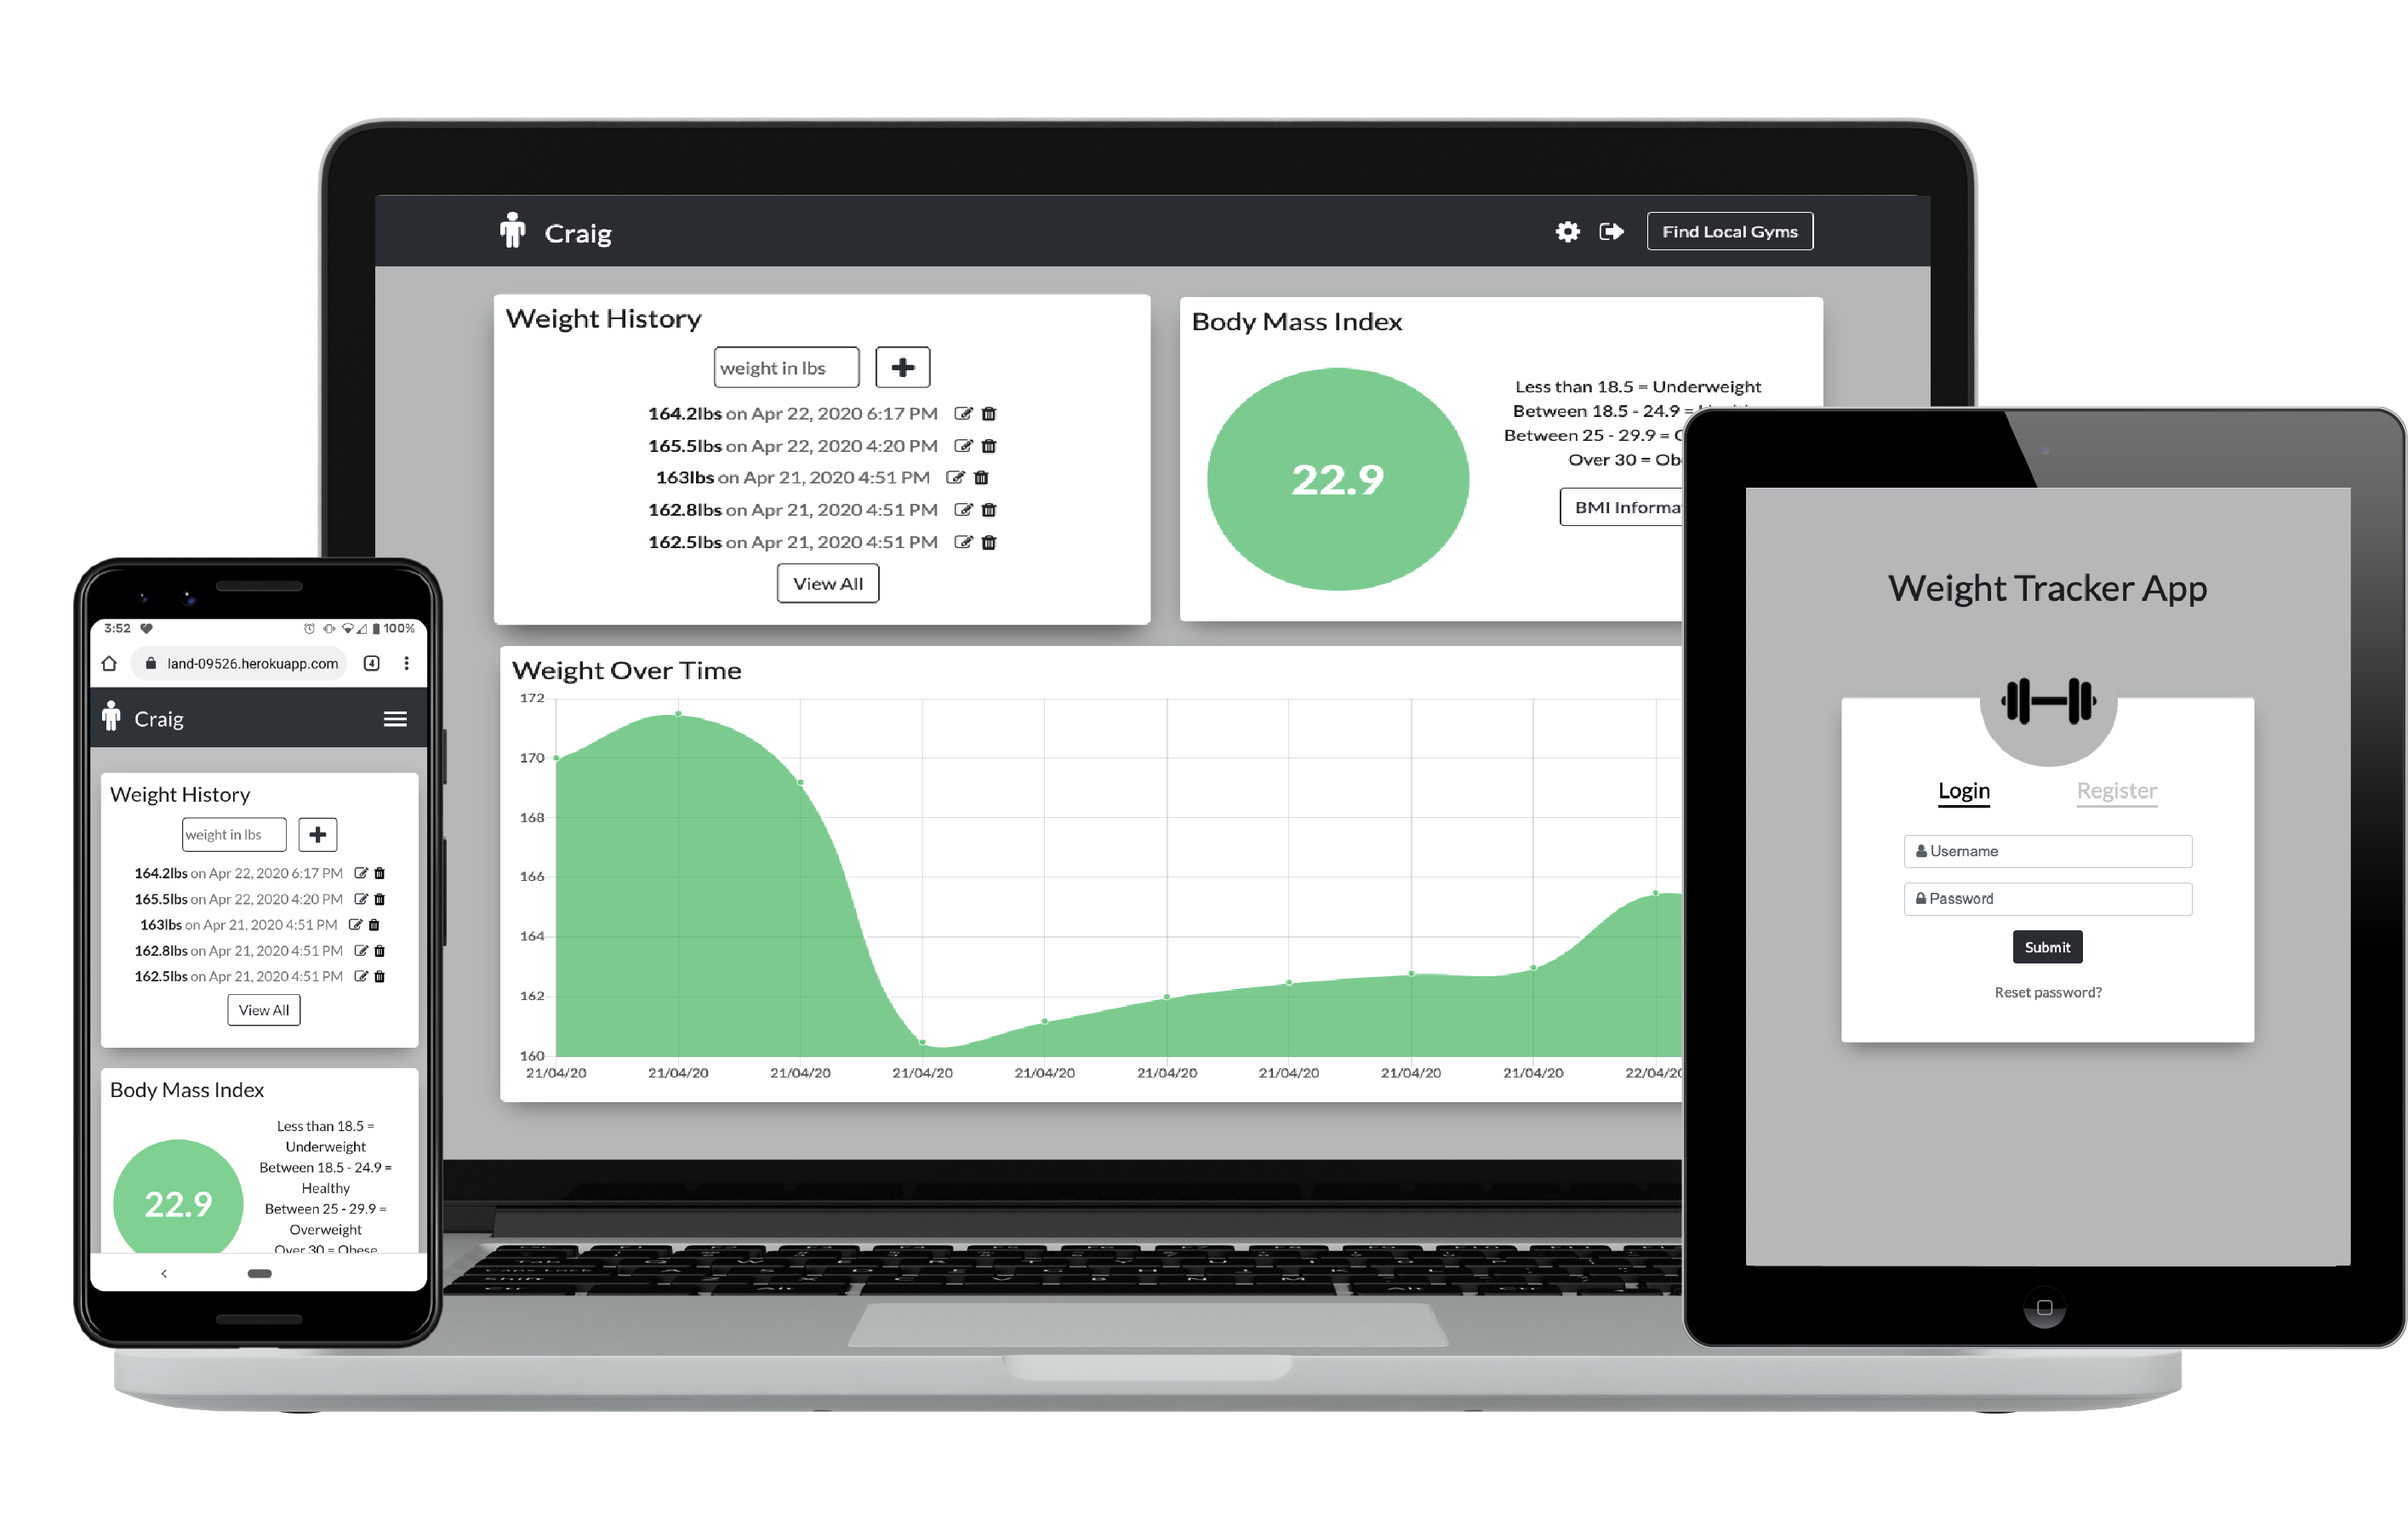 Craig
Find Local Gyms
Weight History
weight in lbs
164.2lbs on Apr 22, 2020 6:17 PM
165.5lbs on Apr 22, 2020 4:20 PM
163lbs on Apr 21, 2020 4:51 PM
162.8lbs on Apr 21, 2020 4:51 PM
162.5lbs on Apr 21, 2020 4:51 PM
View All
Body Mass Index
22.9
Less than 18.5 = Underweight
Between 18.5 - 24.9 =
Between 25 - 29.9 =
Over 30 =
BMI
Weight Over Time
172
170
168
166
164
162
160
21/04/20 21/04/20 21/04/20 21/04/20 21/04/20 21/04/20 21/04/20 21/04/20 21/04/20 22/04/20
3:52 100%
land-09526.herokuapp.com 4
Craig
Weight History
weight in lbs
164.2lbs on Apr 22, 2020 6:17 PM
165.5lbs on Apr 22, 2020 4:20 PM
163lbs on Apr 21, 2020 4:51 PM
162.8lbs on Apr 21, 2020 4:51 PM
162.5lbs on Apr 21, 2020 4:51 PM
View All
Body Mass Index
22.9
Less than 18.5 =
Underweight
Between 18.5 - 24.9 =
Healthy
Between 25 - 29.9 =
Overweight
Over 30 = Obese
Weight Tracker App
Login Register
Username
Password
Submit
Reset password?